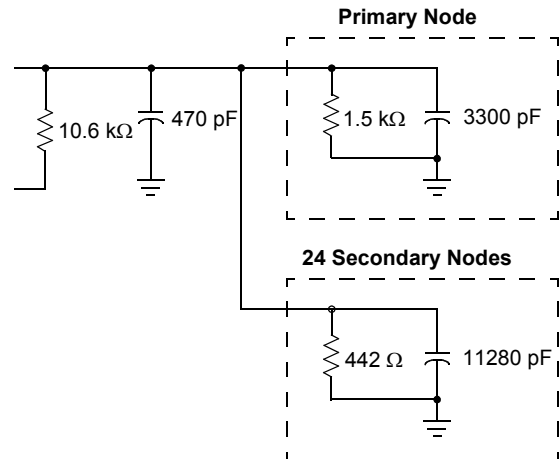 Primary Node
10.6 kΩ
470 pF
1.5 kΩ
3300 pF
24 Secondary Nodes
442 Ω
11280 pF